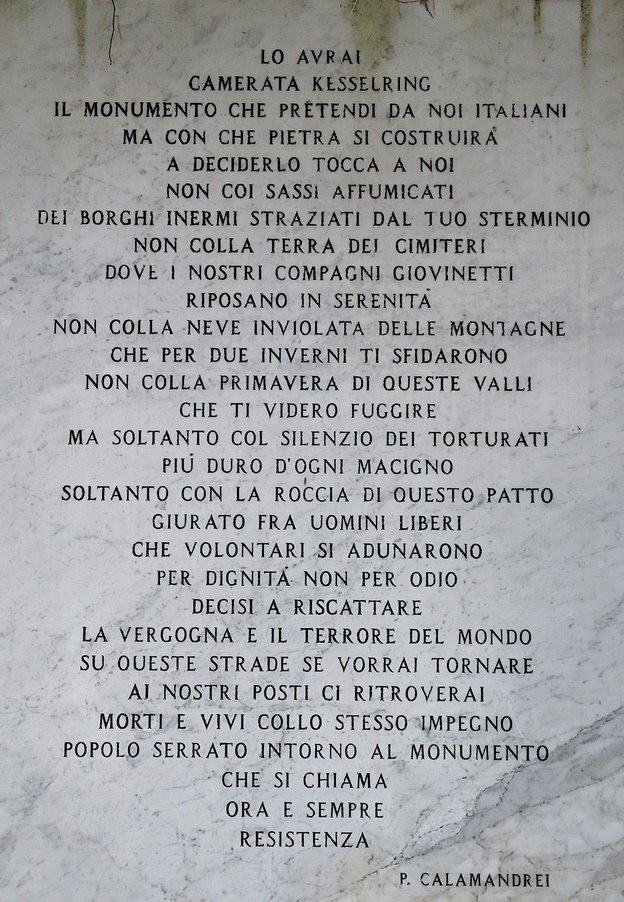 LO AVRAI
CAMERATA KESSELRING
IL MONUMENTO CHE PRETENDI DA NOI ITALIANI
MA CON CHE PIETRA SI COSTRUIRÀ
A DECIDERLO TOCCA A NOI
NON COI SASSI AFFUMICATI
DEI BORGHI INERMI STRAZIATI DAL TUO STERMINIO
NON COLLA TERRA DEI CIMITERI
DOVE I NOSTRI COMPAGNI GIOVINETTI
RIPOSANO IN SERENITÀ
NON COLLA NEVE INVIOLATA DELLE MONTAGNE
CHE PER DUE INVERNI TI SFIDARONO
NON COLLA PRIMAVERA DI QUESTE VALLI
CHE TI VIDERO FUGGIRE
MA SOLTANTO COL SILENZIO DEI TORTURATI
PIÙ DURO D'OGNI MACIGNO
SOLTANTO CON LA ROCCIA DI QUESTO PATTO
GIURATO FRA UOMINI LIBERI
CHE VOLONTARI SI ADUNARONO
PER DIGNITÀ NON PER ODIO
DECISI A RISCATTARE
LA VERGOGNA E IL TERRORE DEL MONDO
SU QUESTE STRADE SE VORRAI TORNARE
AI NOSTRI POSTI CI RITROVERAI
MORTI E VIVI COLLO STESSO IMPEGNO
POPOLO SERRATO INTORNO AL MONUMENTO
CHE SI CHIAMA
ORA E SEMPRE
RESISTENZA
P. CALAMANDREI